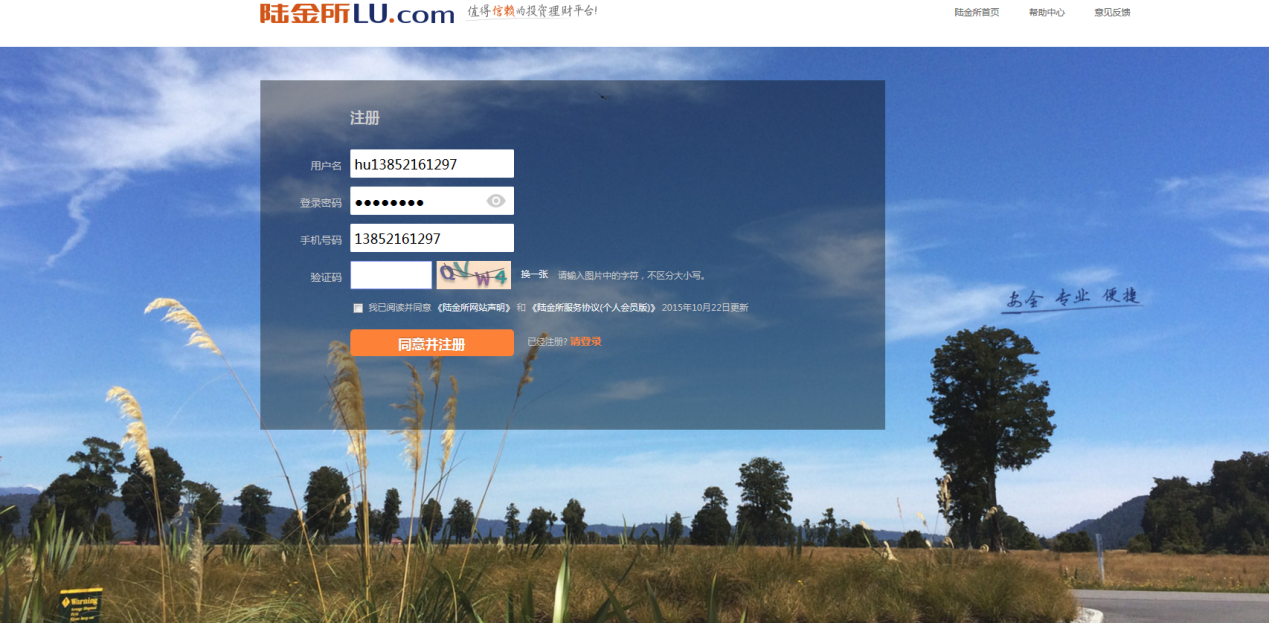 陆金所LU.com 值得信赖的投资理财平台! 陆金所首页 帮助中心 意见反馈
注册
用户名 hu13852161297
登录密码 ●●●●●●●●
手机号码 13852161297
验证码 QVW4 换一张 请输入图片中的字符，不区分大小写。
我已阅读并同意 《陆金所网站声明》 和 《陆金所服务协议(个人会员版)》 2015年10月22日更新
同意并注册 已经注册? 请登录
安全 专业 便捷
Warning